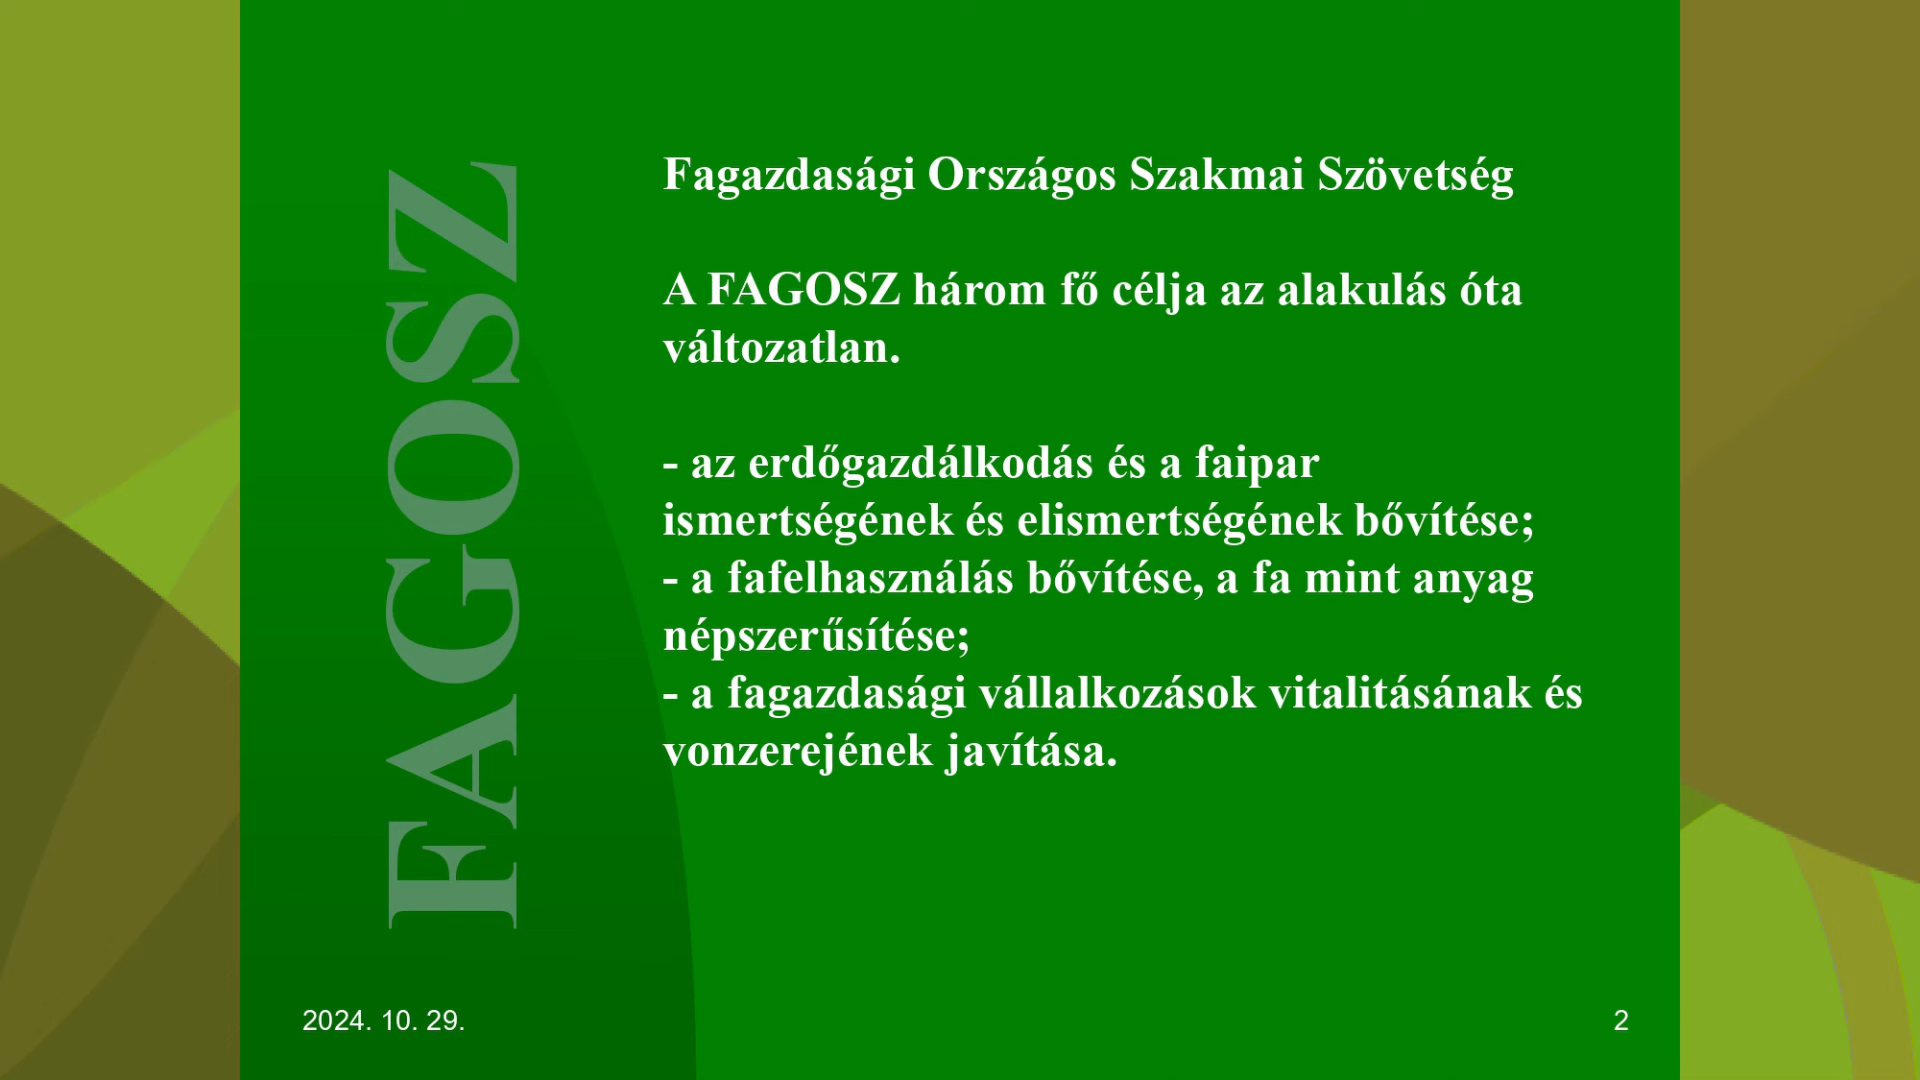 FAGOSZ
Fagazdasági Országos Szakmai Szövetség
A FAGOSZ három fő célja az alakulás óta
változatlan.
- az erdőgazdálkodás és a faipar
ismertségének és elismertségének bővítése;
- a fafelhasználás bővítése, a fa mint anyag
népszerűsítése;
- a fagazdasági vállalkozások vitalitásának és
vonzerejének javítása.
2024. 10. 29.
2